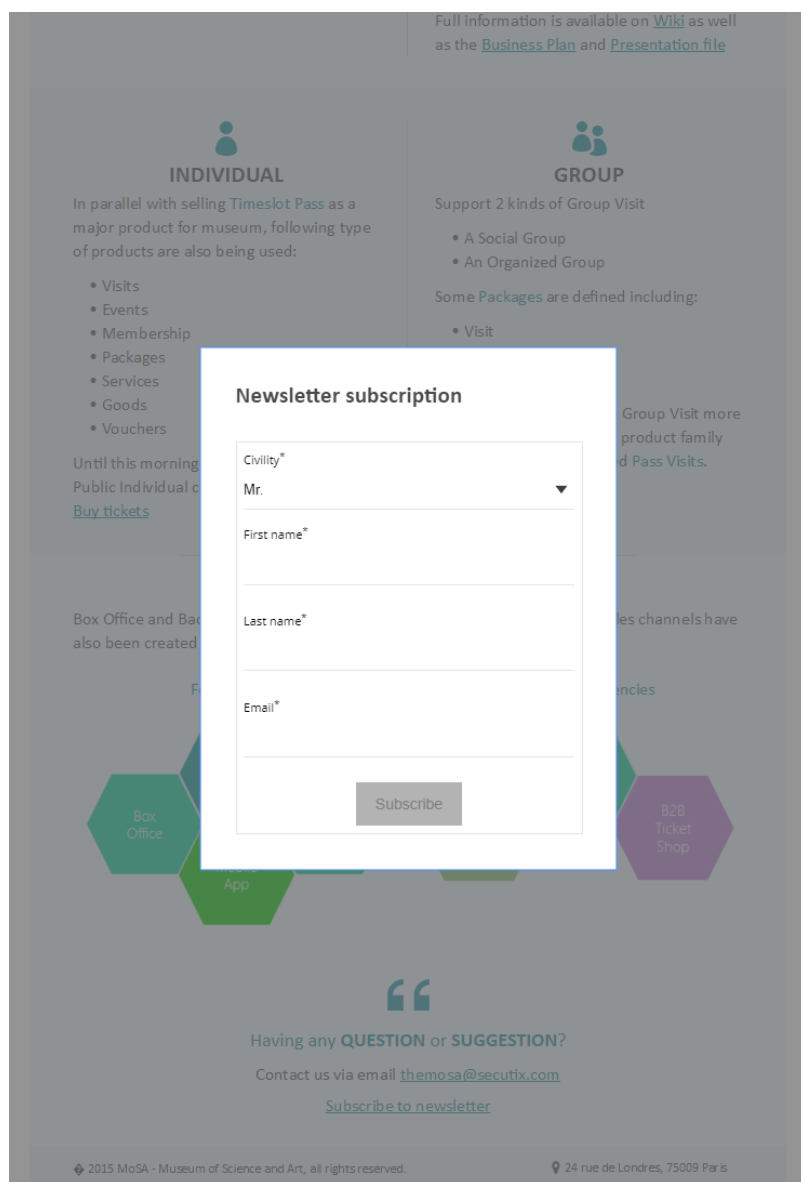 Full information is available on Wiki as well
as the Business Plan and Presentation file
INDIVIDUAL
In parallel with selling Timeslot Pass as a
major product for museum, following type
of products are also being used:
• Visits
• Events
• Membership
• Packages
• Services
• Goods
• Vouchers
Until this morning
Public Individual c
Buy tickets
GROUP
Support 2 kinds of Group Visit
• A Social Group
• An Organized Group
Some Packages are defined including:
• Visit
Group Visit more
product family
d Pass Visits.
Newsletter subscription
Civility*
Mr.
First name*
Last name*
Email*
Subscribe
Box Office and Bac
les channels have
also been created
F
encies
Box
Office
App
B2B
Ticket
Shop
Having any QUESTION or SUGGESTION?
Contact us via email themosa@secutix.com
Subscribe to newsletter
� 2015 MoSA - Museum of Science and Art, all rights reserved.
24 rue de Londres, 75009 Paris